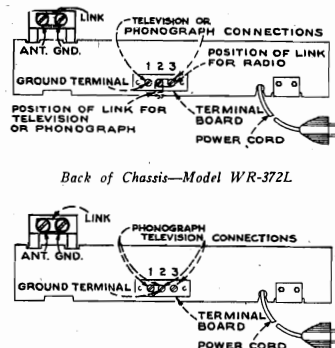 LINK
TELEVISION OR
PHONOGRAPH CONNECTIONS
ANT. GND.
1 2 3
POSITION OF LINK
FOR RADIO
GROUND TERMINAL
POSITION OF LINK FOR
TELEVISION
OR PHONOGRAPH
TERMINAL
BOARD
POWER CORD
Back of Chassis—Model WR-372L
LINK
PHONOGRAPH
TELEVISION CONNECTIONS
ANT. GND.
1 2 3
GROUND TERMINAL
C C
TERMINAL
BOARD
POWER CORD